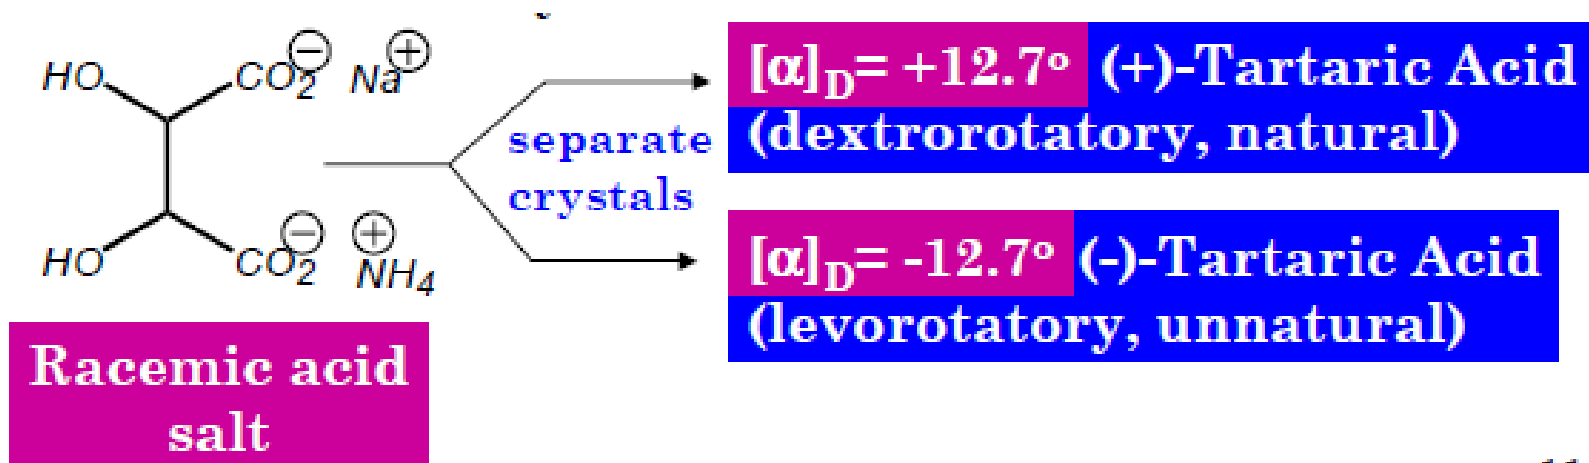 HO CO₂⊖ Na⊕
HO CO₂⊖ NH₄⊕
Racemic acid
salt
separate
crystals
[α]D= +12.7° (+)-Tartaric Acid
(dextrorotatory, natural)
[α]D= -12.7° (-)-Tartaric Acid
(levorotatory, unnatural)